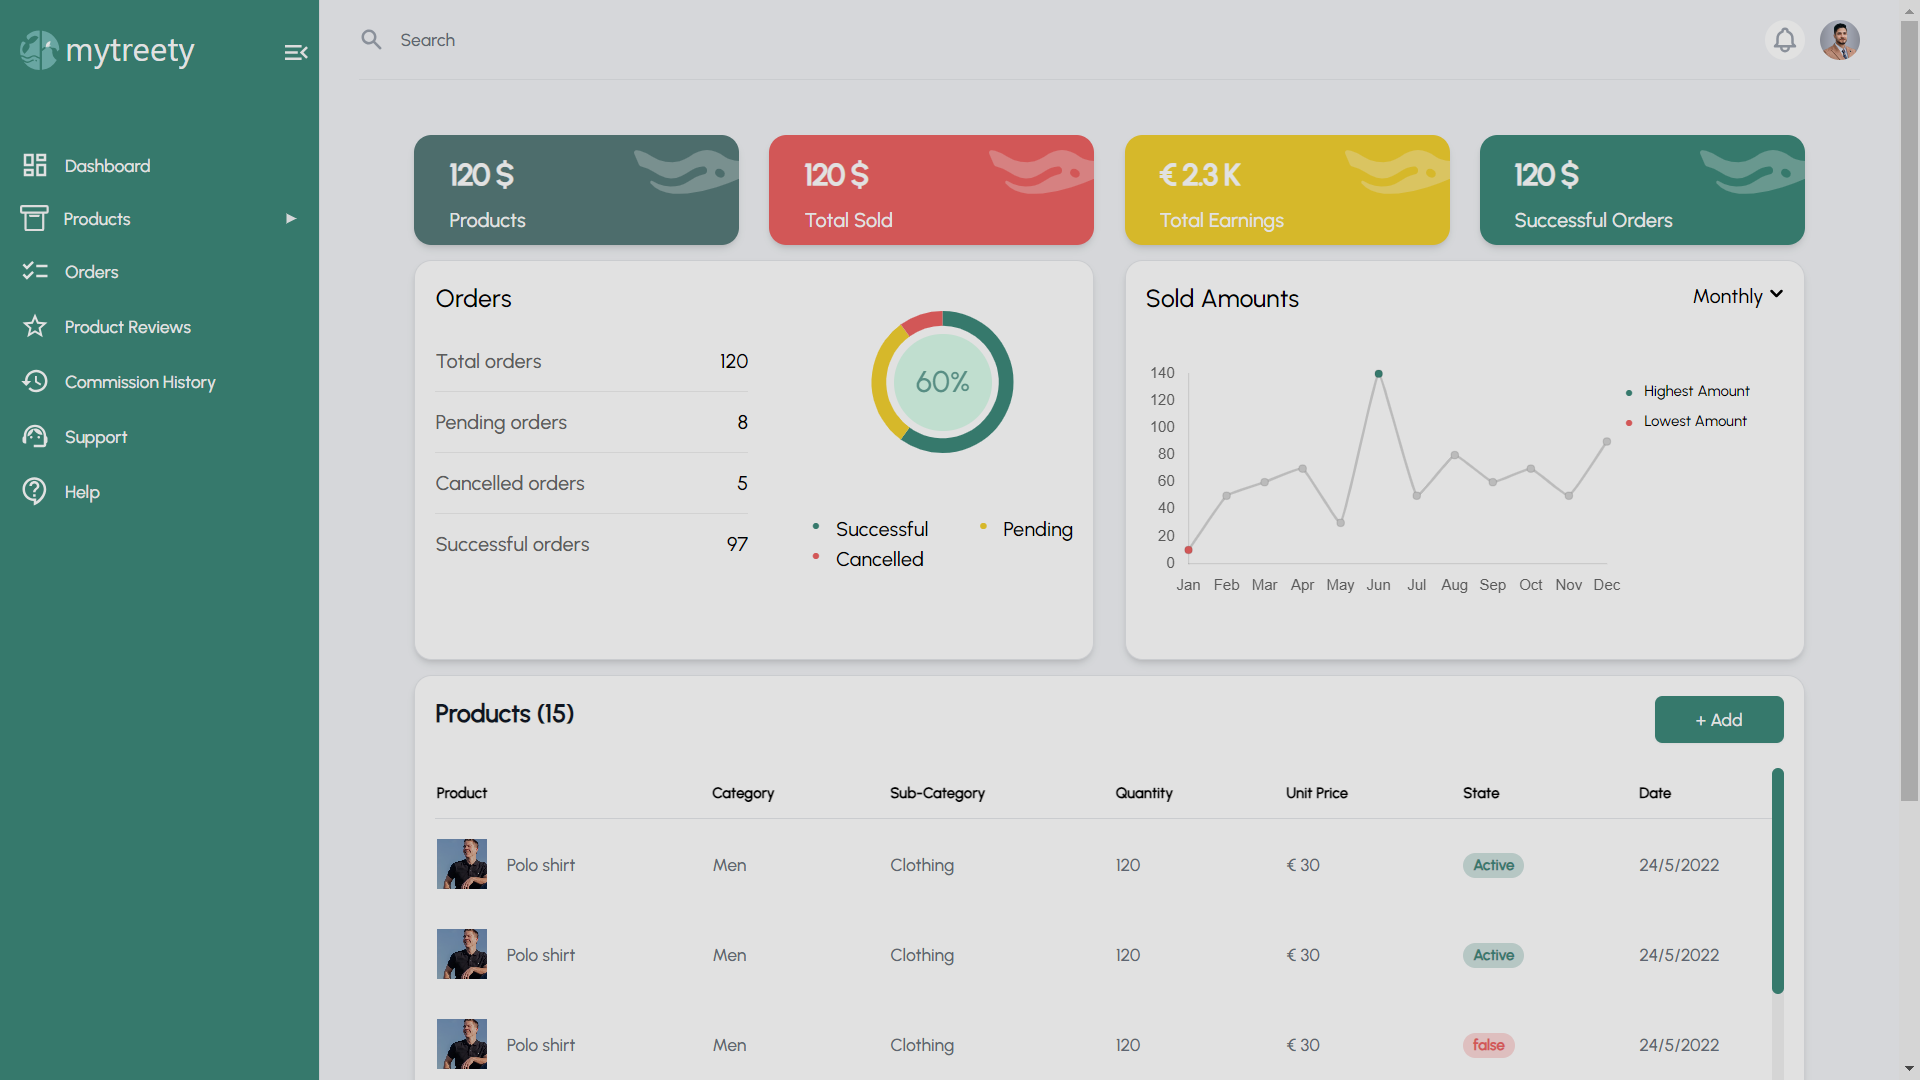 mytreety
Search
Dashboard
Products
Orders
Product Reviews
Commission History
Support
Help
120 $
Products
120 $
Total Sold
€ 2.3 K
Total Earnings
120 $
Successful Orders
Orders
Total orders 120
Pending orders 8
Cancelled orders 5
Successful orders 97
60%
Successful Pending
Cancelled
Sold Amounts
Monthly
140
120
100
80
60
40
20
0
Jan Feb Mar Apr May Jun Jul Aug Sep Oct Nov Dec
Highest Amount
Lowest Amount
Products (15)
+ Add
Product Category Sub-Category Quantity Unit Price State Date
Polo shirt Men Clothing 120 € 30 Active 24/5/2022
Polo shirt Men Clothing 120 € 30 Active 24/5/2022
Polo shirt Men Clothing 120 € 30 false 24/5/2022